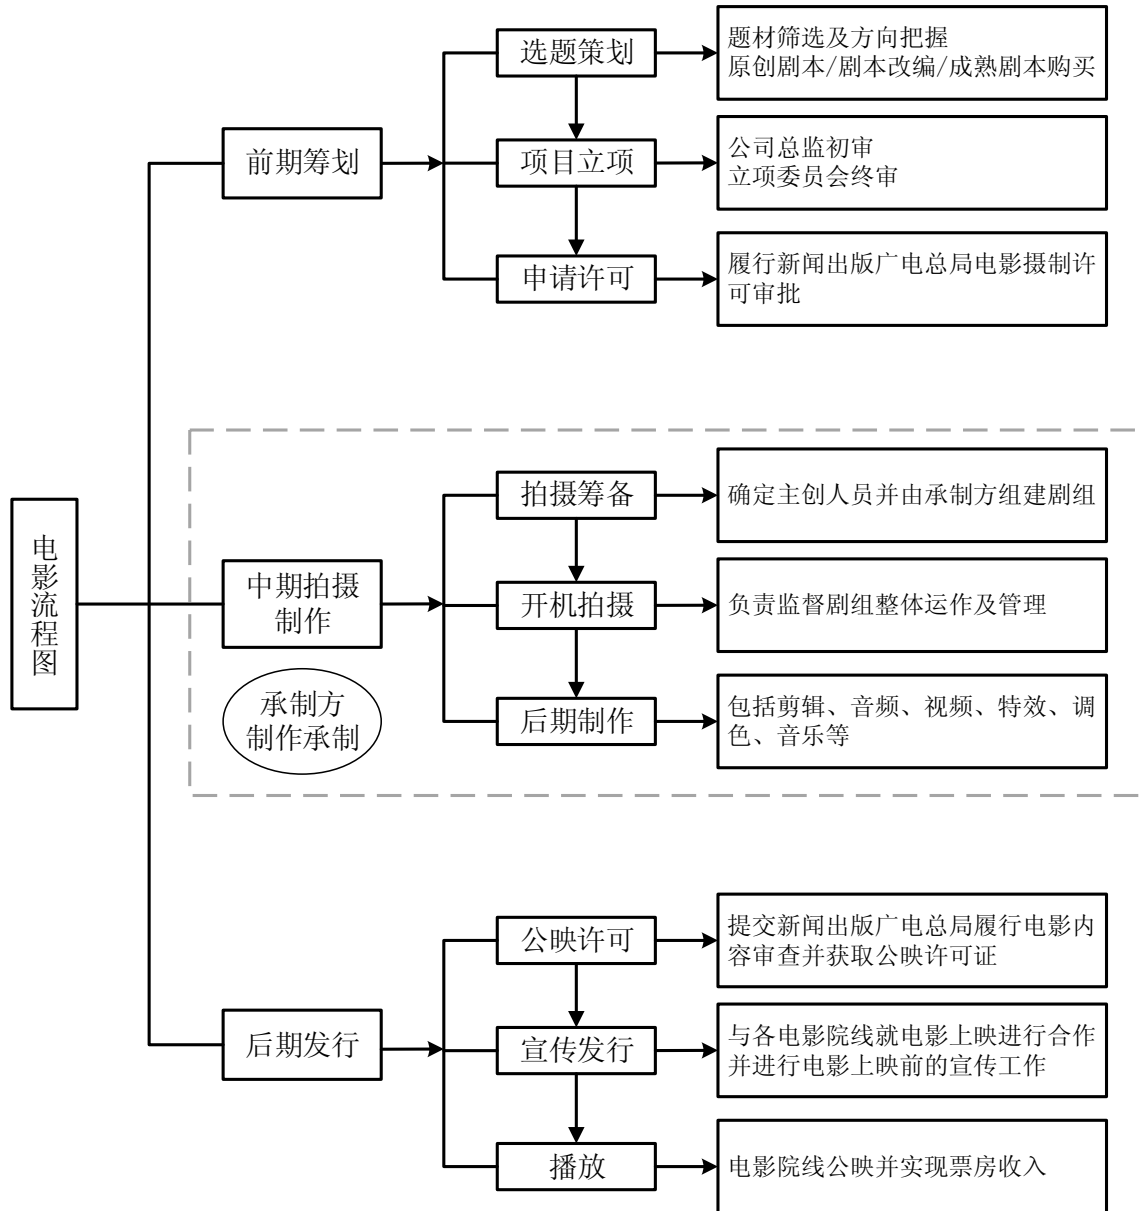 电影流程图
前期筹划
选题策划
题材筛选及方向把握
原创剧本/剧本改编/成熟剧本购买
项目立项
公司总监初审
立项委员会终审
申请许可
履行新闻出版广电总局电影摄制许
可审批
中期拍摄
制作
承制方
制作承制
拍摄筹备
确定主创人员并由承制方组建剧组
开机拍摄
负责监督剧组整体运作及管理
后期制作
包括剪辑、音频、视频、特效、调
色、音乐等
后期发行
公映许可
提交新闻出版广电总局履行电影内
容审查并获取公映许可证
宣传发行
与各电影院线就电影上映进行合作
并进行电影上映前的宣传工作
播放
电影院线公映并实现票房收入